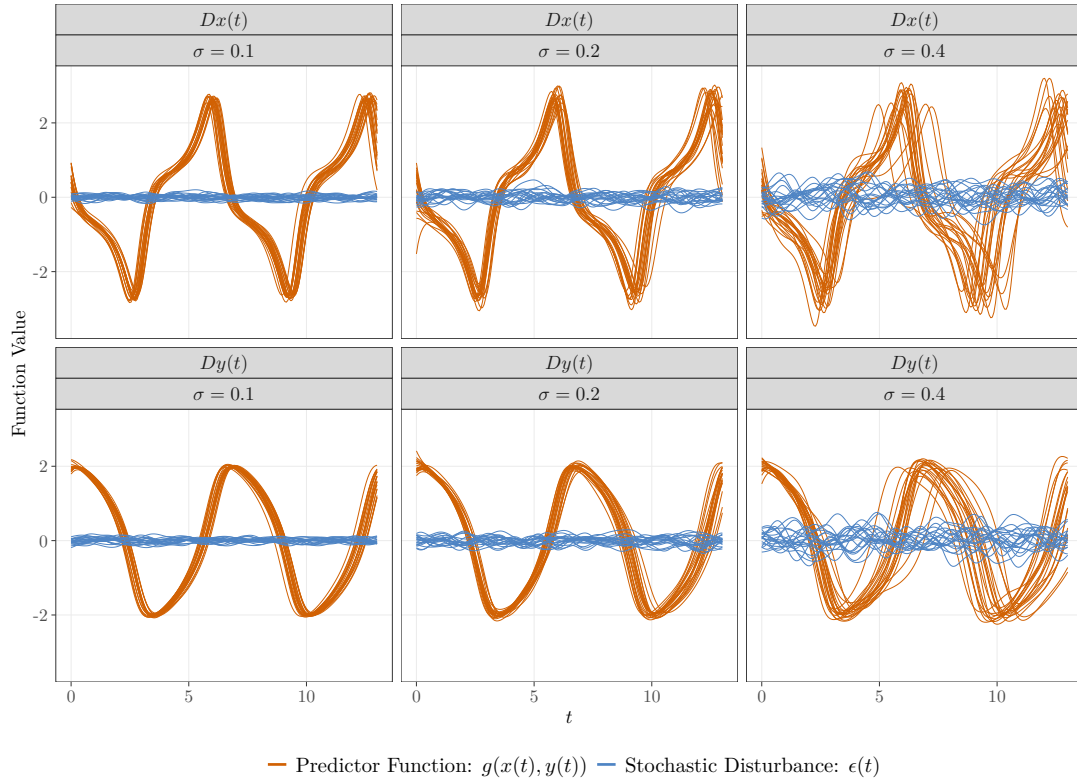 Dx(t) Dx(t) Dx(t)
σ = 0.1 σ = 0.2 σ = 0.4
2
0
-2
Function Value
Dy(t) Dy(t) Dy(t)
σ = 0.1 σ = 0.2 σ = 0.4
2
0
-2
0 5 10 0 5 10 0 5 10
t
Predictor Function: g(x(t), y(t)) Stochastic Disturbance: ϵ(t)